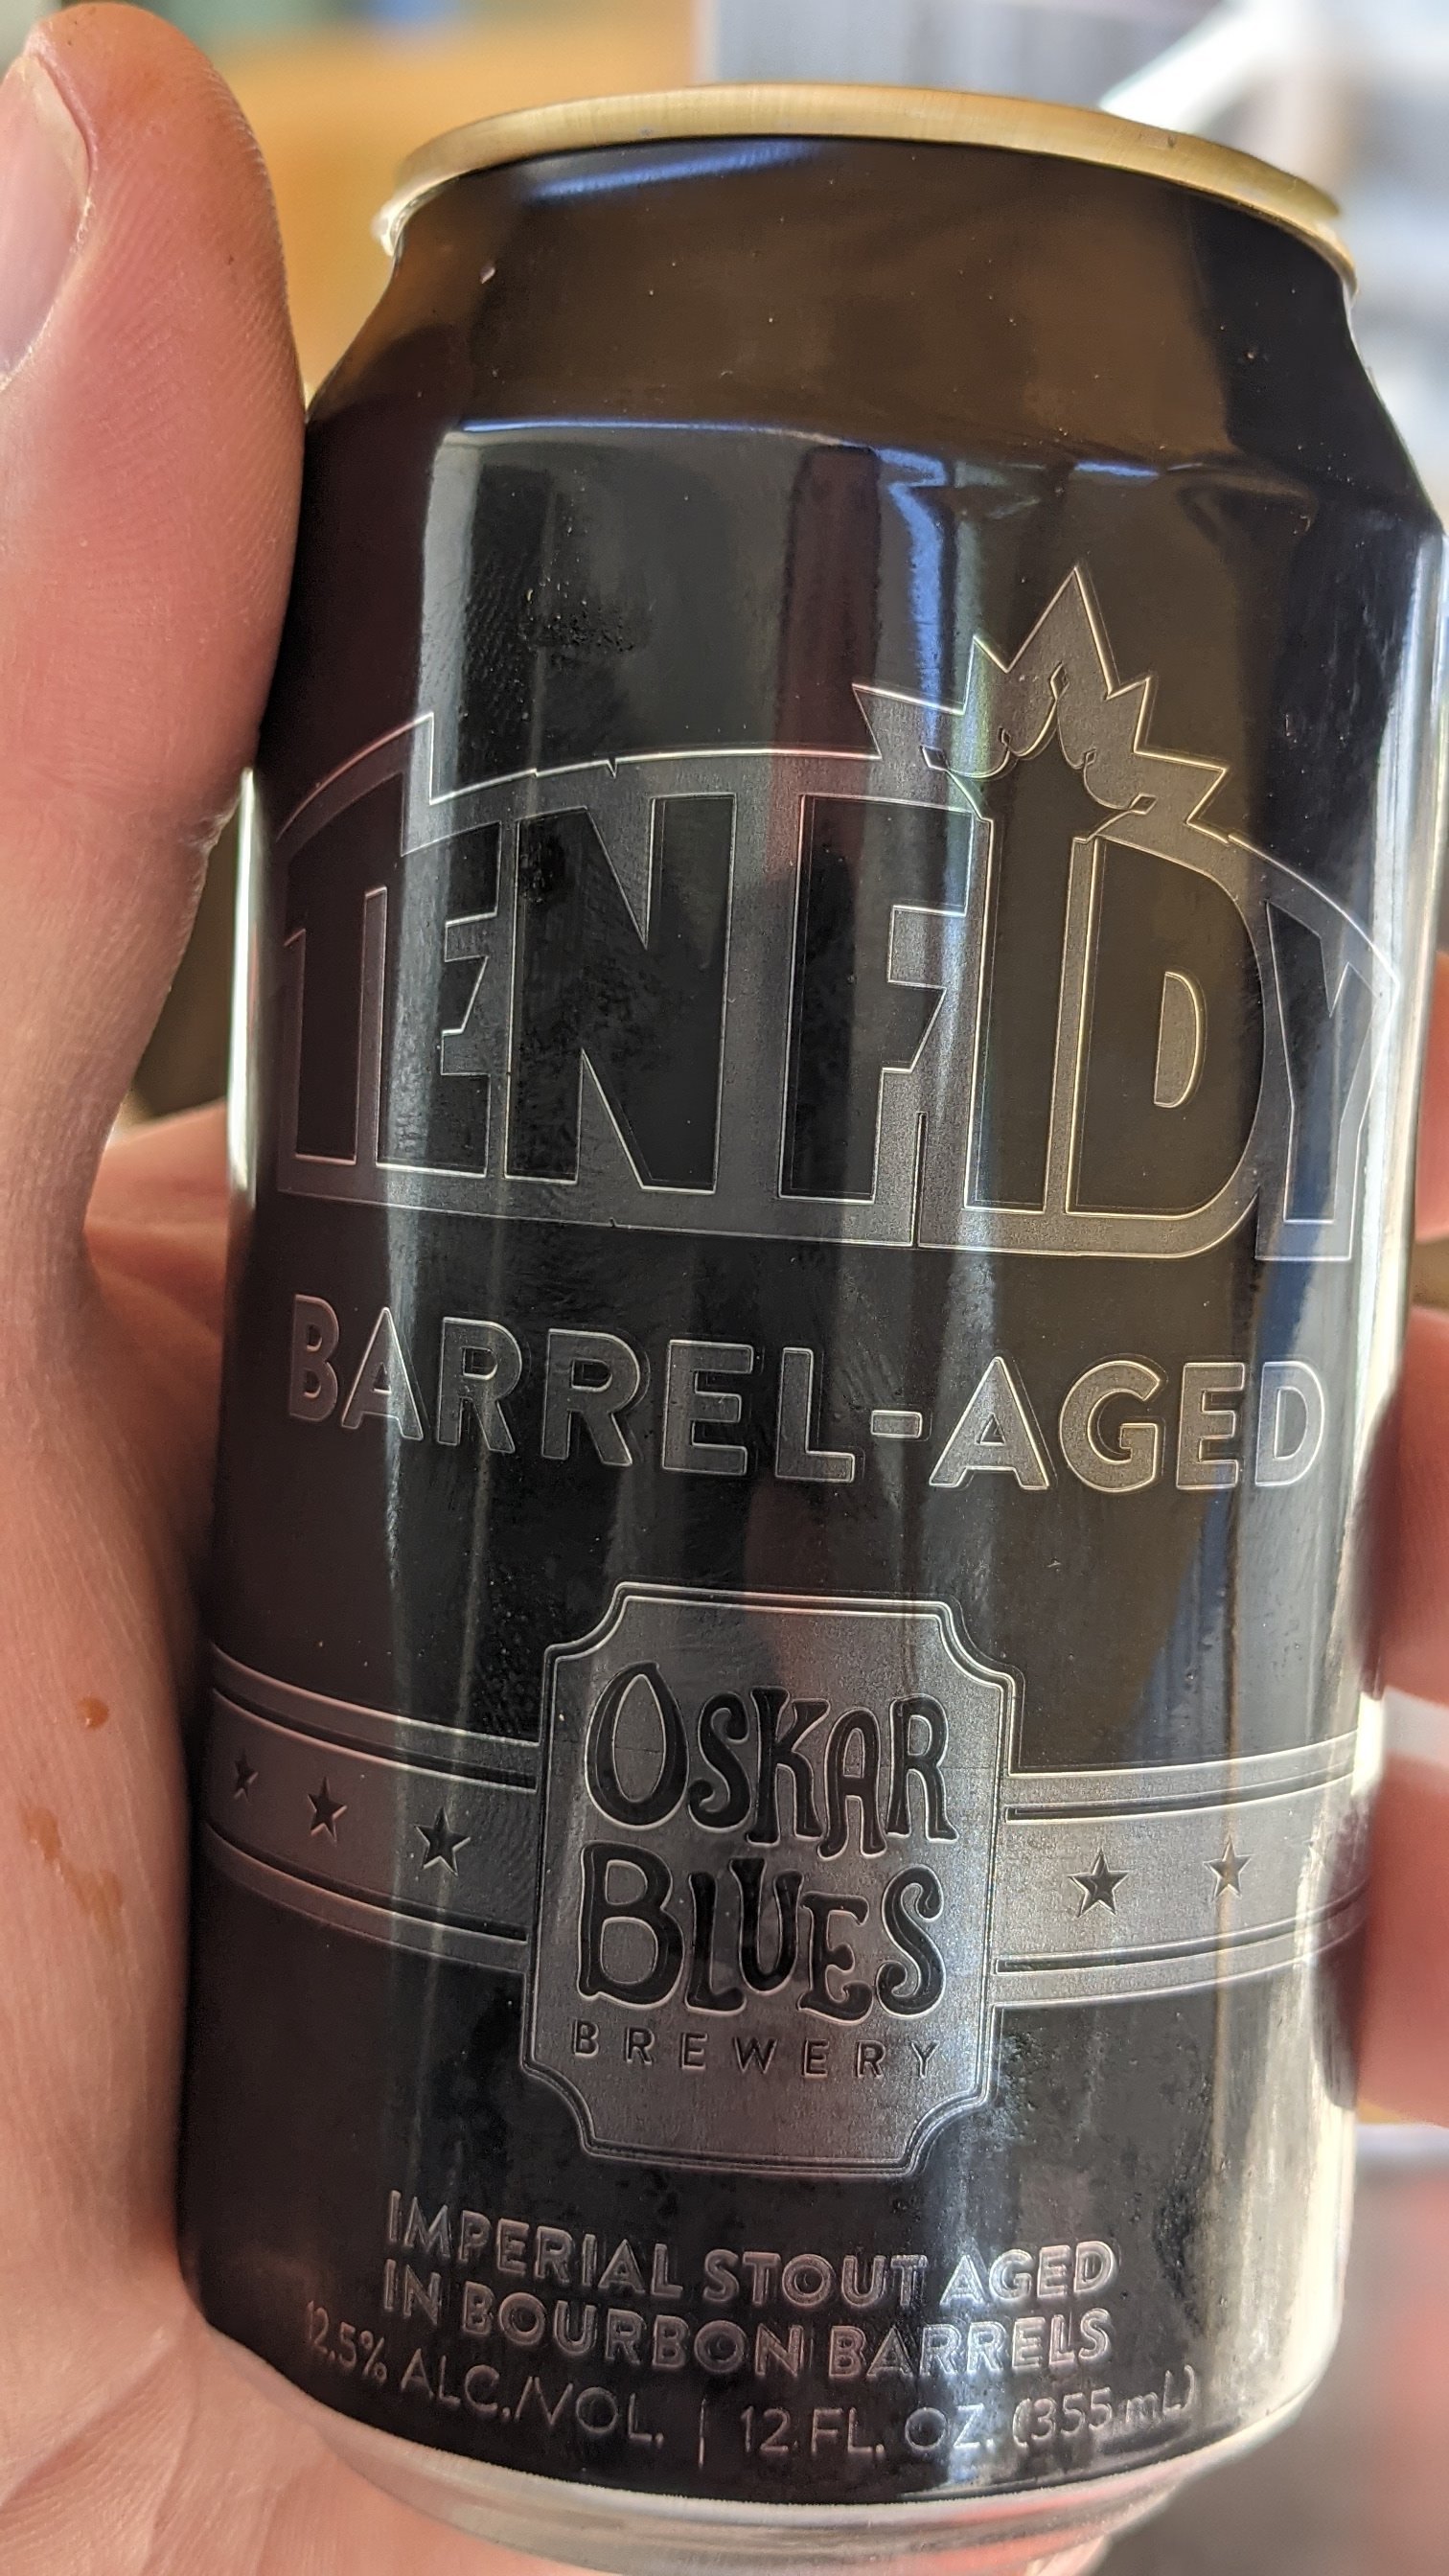 TEN FIDY
BARREL-AGED
OSKAR
BLUES
BREWERY
IMPERIAL STOUT AGED
IN BOURBON BARRELS
12.5% ALC./VOL. | 12 FL. OZ. (355 mL)